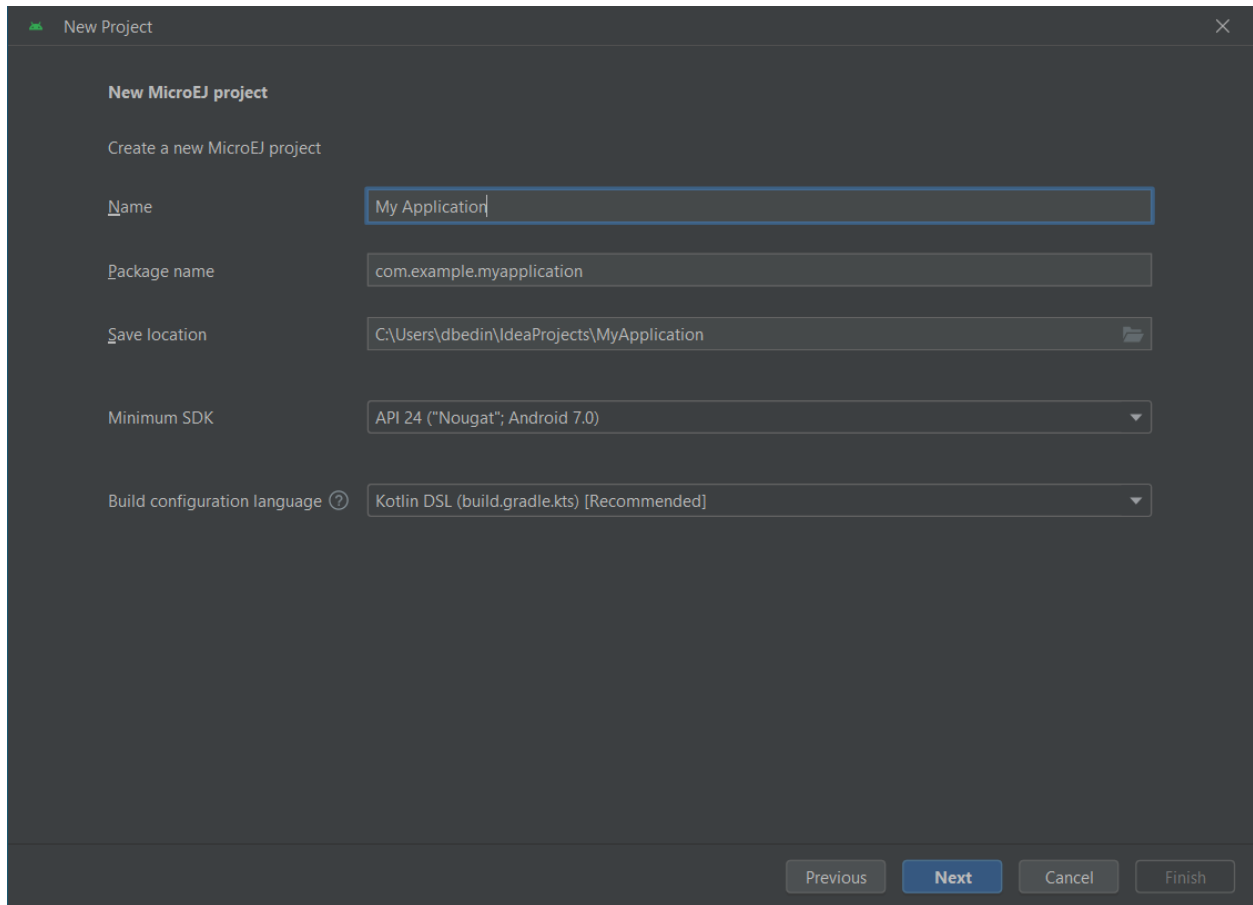 New Project
New MicroEJ project
Create a new MicroEJ project
Name My Application
Package name com.example.myapplication
Save location C:\Users\dbedin\IdeaProjects\MyApplication
Minimum SDK API 24 ("Nougat"; Android 7.0)
Build configuration language ? Kotlin DSL (build.gradle.kts) [Recommended]
Previous Next Cancel Finish